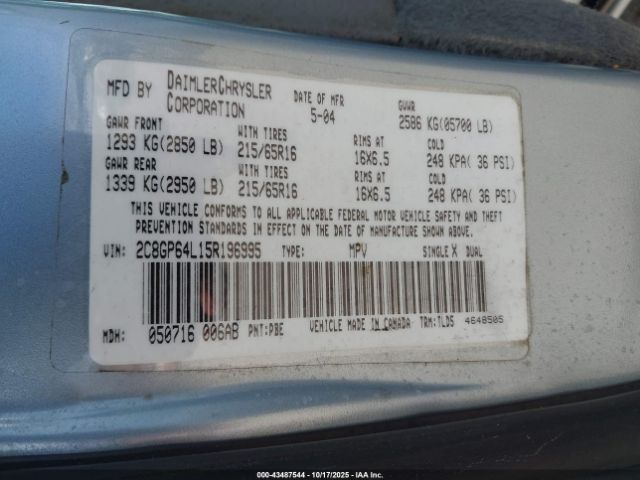 MFD BY DAIMLERCHRYSLER CORPORATION DATE OF MFR 5-04 GVWR 2586 KG(05700 LB)
GAWR FRONT WITH TIRES RIMS AT COLD
1293 KG(2850 LB) 215/65R16 16X6.5 248 KPA( 36 PSI)
GAWR REAR WITH TIRES RIMS AT COLD
1339 KG(2950 LB) 215/65R16 16X6.5 248 KPA( 36 PSI)
THIS VEHICLE CONFORMS TO ALL APPLICABLE FEDERAL MOTOR VEHICLE SAFETY AND THEFT
PREVENTION STANDARDS IN EFFECT ON THE DATE OF MANUFACTURE SHOWN ABOVE.
VIN: 2C8GP64L15R196995 TYPE: MPV SINGLE X DUAL
MDH: 050716 006AB PNT:PBE VEHICLE MADE IN CANADA TRM:TLD5 4648505
000-43487544 - 10/17/2025 - IAA Inc.